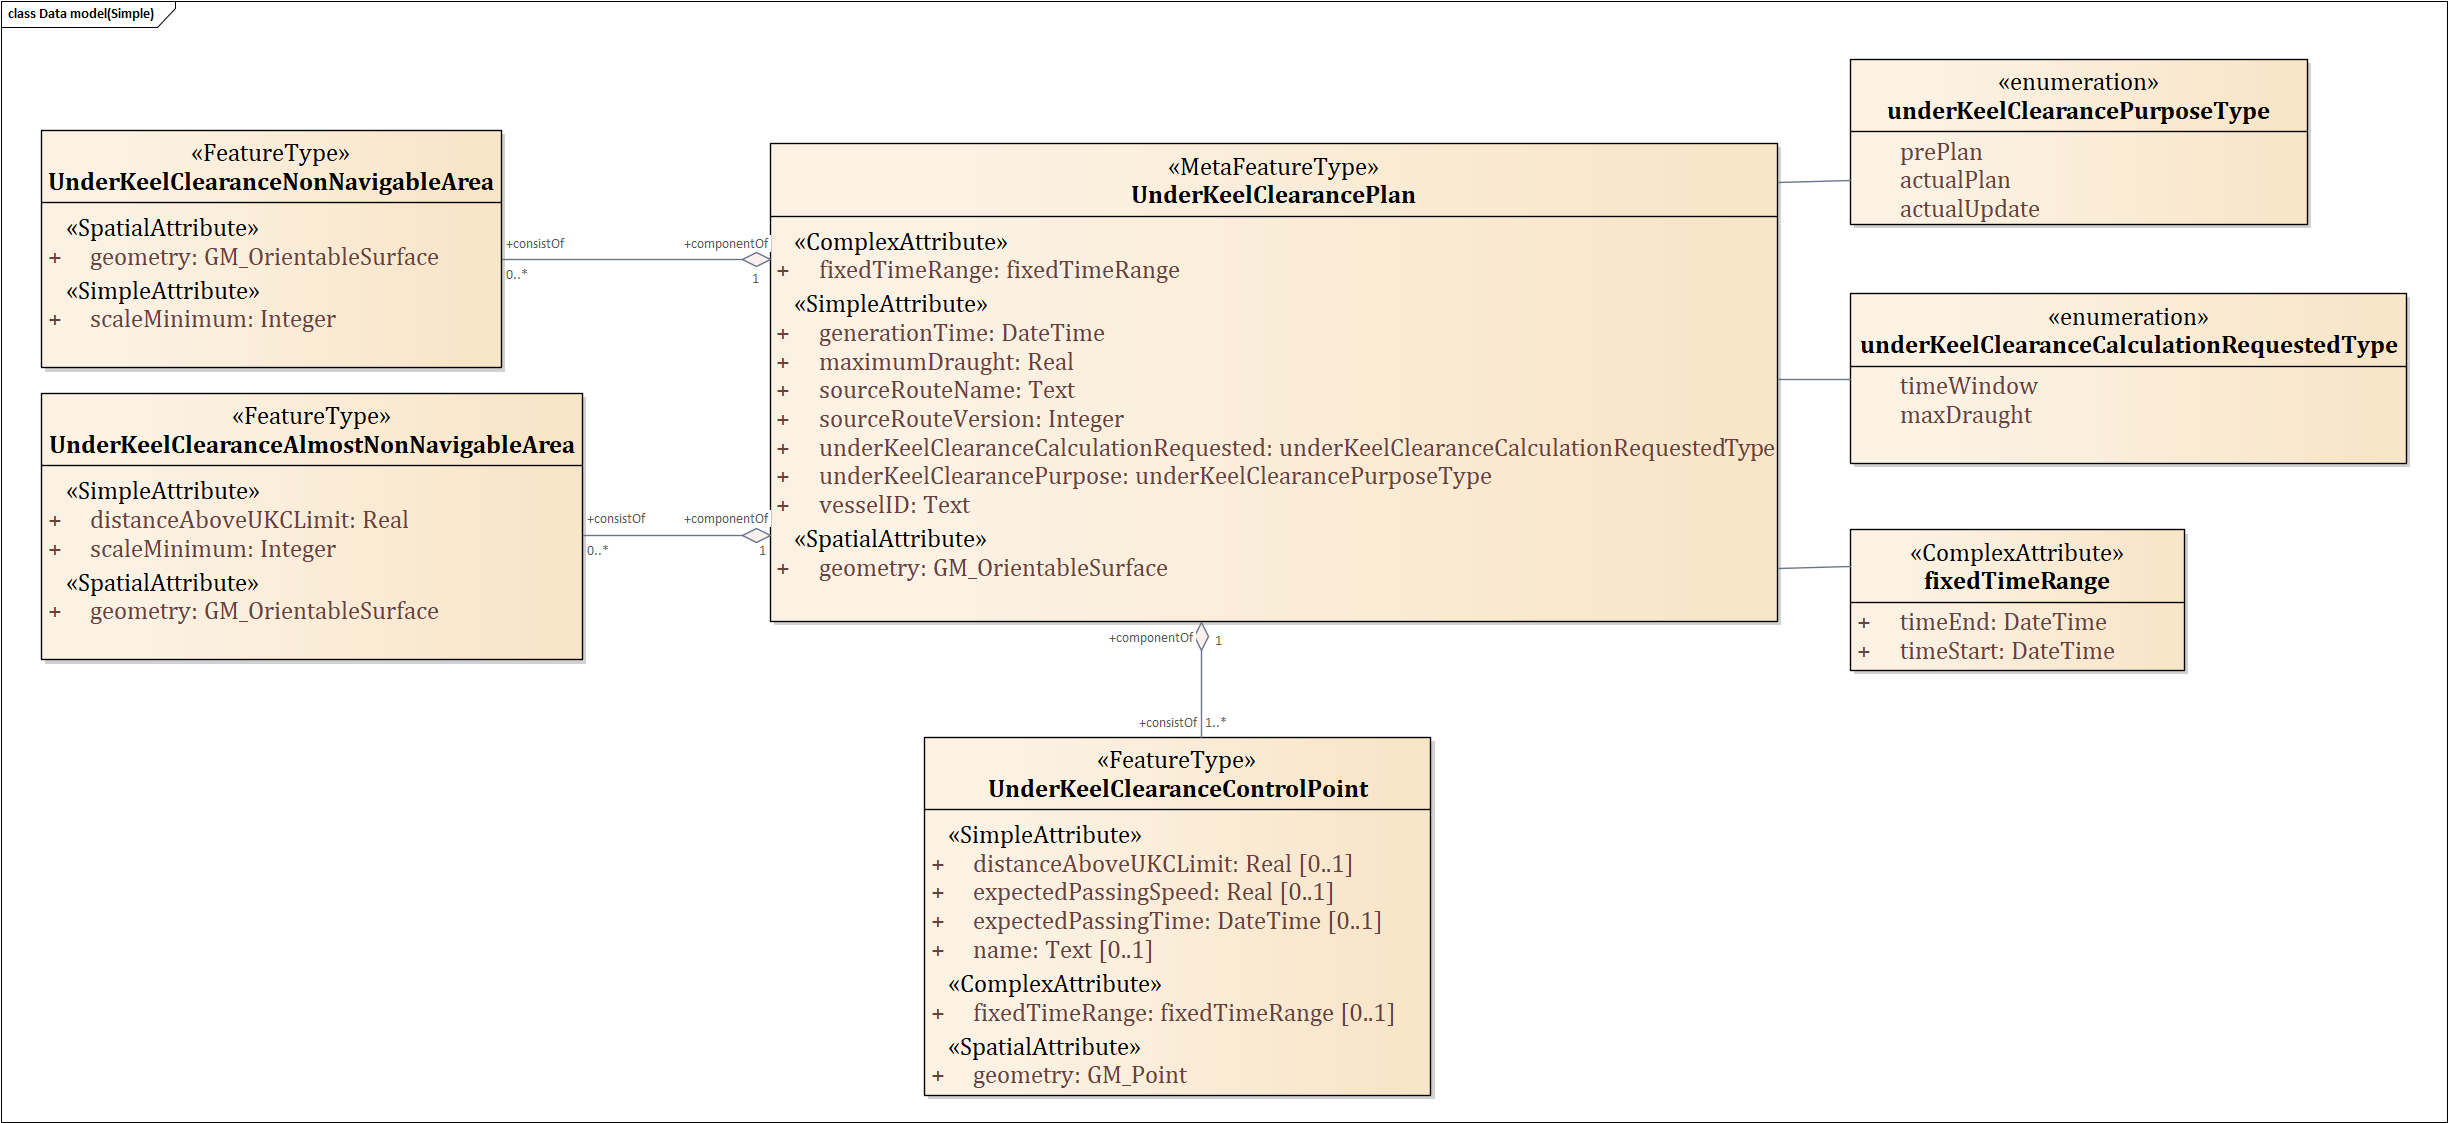 class Data model(Simple)
«FeatureType»
UnderKeelClearanceNonNavigableArea
«SpatialAttribute»
+ geometry: GM_OrientableSurface
«SimpleAttribute»
+ scaleMinimum: Integer
+consistOf
0..*
+componentOf
1
«FeatureType»
UnderKeelClearanceAlmostNonNavigableArea
«SimpleAttribute»
+ distanceAboveUKCLimit: Real
+ scaleMinimum: Integer
«SpatialAttribute»
+ geometry: GM_OrientableSurface
+consistOf
0..*
+componentOf
1
«MetaFeatureType»
UnderKeelClearancePlan
«ComplexAttribute»
+ fixedTimeRange: fixedTimeRange
«SimpleAttribute»
+ generationTime: DateTime
+ maximumDraught: Real
+ sourceRouteName: Text
+ sourceRouteVersion: Integer
+ underKeelClearanceCalculationRequested: underKeelClearanceCalculationRequestedType
+ underKeelClearancePurpose: underKeelClearancePurposeType
+ vesselID: Text
«SpatialAttribute»
+ geometry: GM_OrientableSurface
+componentOf
1
+consistOf
1..*
«FeatureType»
UnderKeelClearanceControlPoint
«SimpleAttribute»
+ distanceAboveUKCLimit: Real [0..1]
+ expectedPassingSpeed: Real [0..1]
+ expectedPassingTime: DateTime [0..1]
+ name: Text [0..1]
«ComplexAttribute»
+ fixedTimeRange: fixedTimeRange [0..1]
«SpatialAttribute»
+ geometry: GM_Point
«enumeration»
underKeelClearancePurposeType
prePlan
actualPlan
actualUpdate
«enumeration»
underKeelClearanceCalculationRequestedType
timeWindow
maxDraught
«ComplexAttribute»
fixedTimeRange
+ timeEnd: DateTime
+ timeStart: DateTime